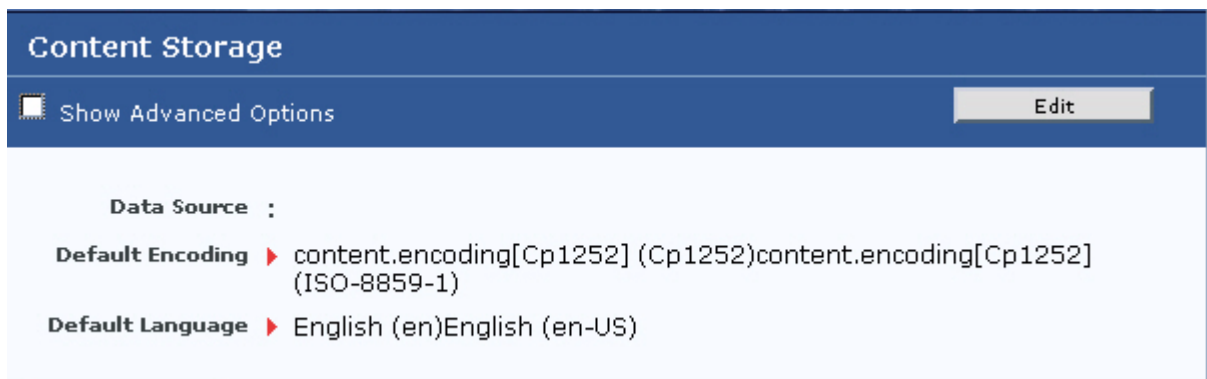 Content Storage
Show Advanced Options Edit
Data Source :
Default Encoding content.encoding[Cp1252] (Cp1252)content.encoding[Cp1252]
(ISO-8859-1)
Default Language English (en)English (en-US)